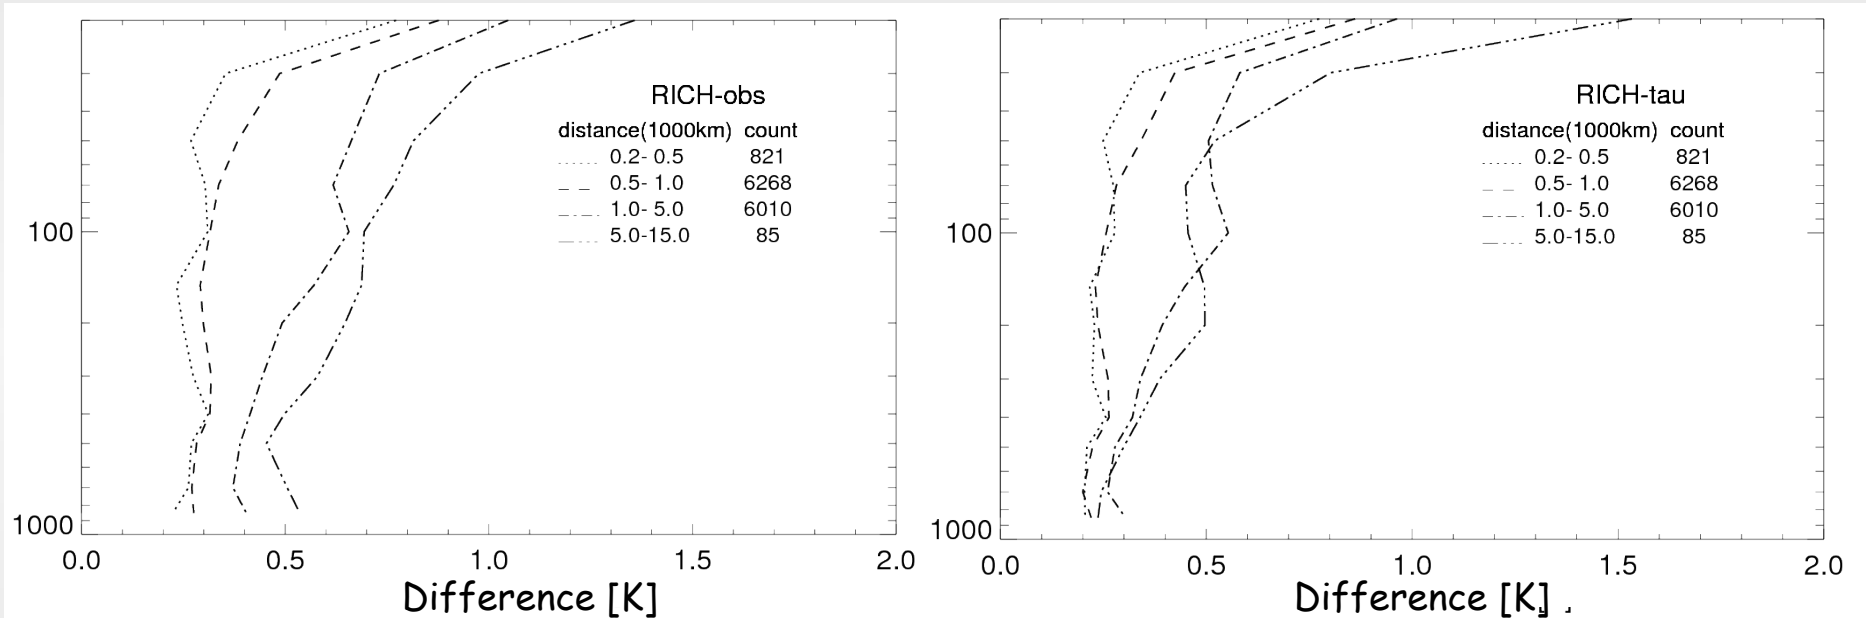 RICH-obs
distance(1000km) count
0.2- 0.5 821
0.5- 1.0 6268
1.0- 5.0 6010
5.0-15.0 85
100
1000
0.0 0.5 1.0 1.5 2.0
Difference [K]
RICH-tau
distance(1000km) count
0.2- 0.5 821
0.5- 1.0 6268
1.0- 5.0 6010
5.0-15.0 85
100
1000
0.0 0.5 1.0 1.5 2.0
Difference [K]